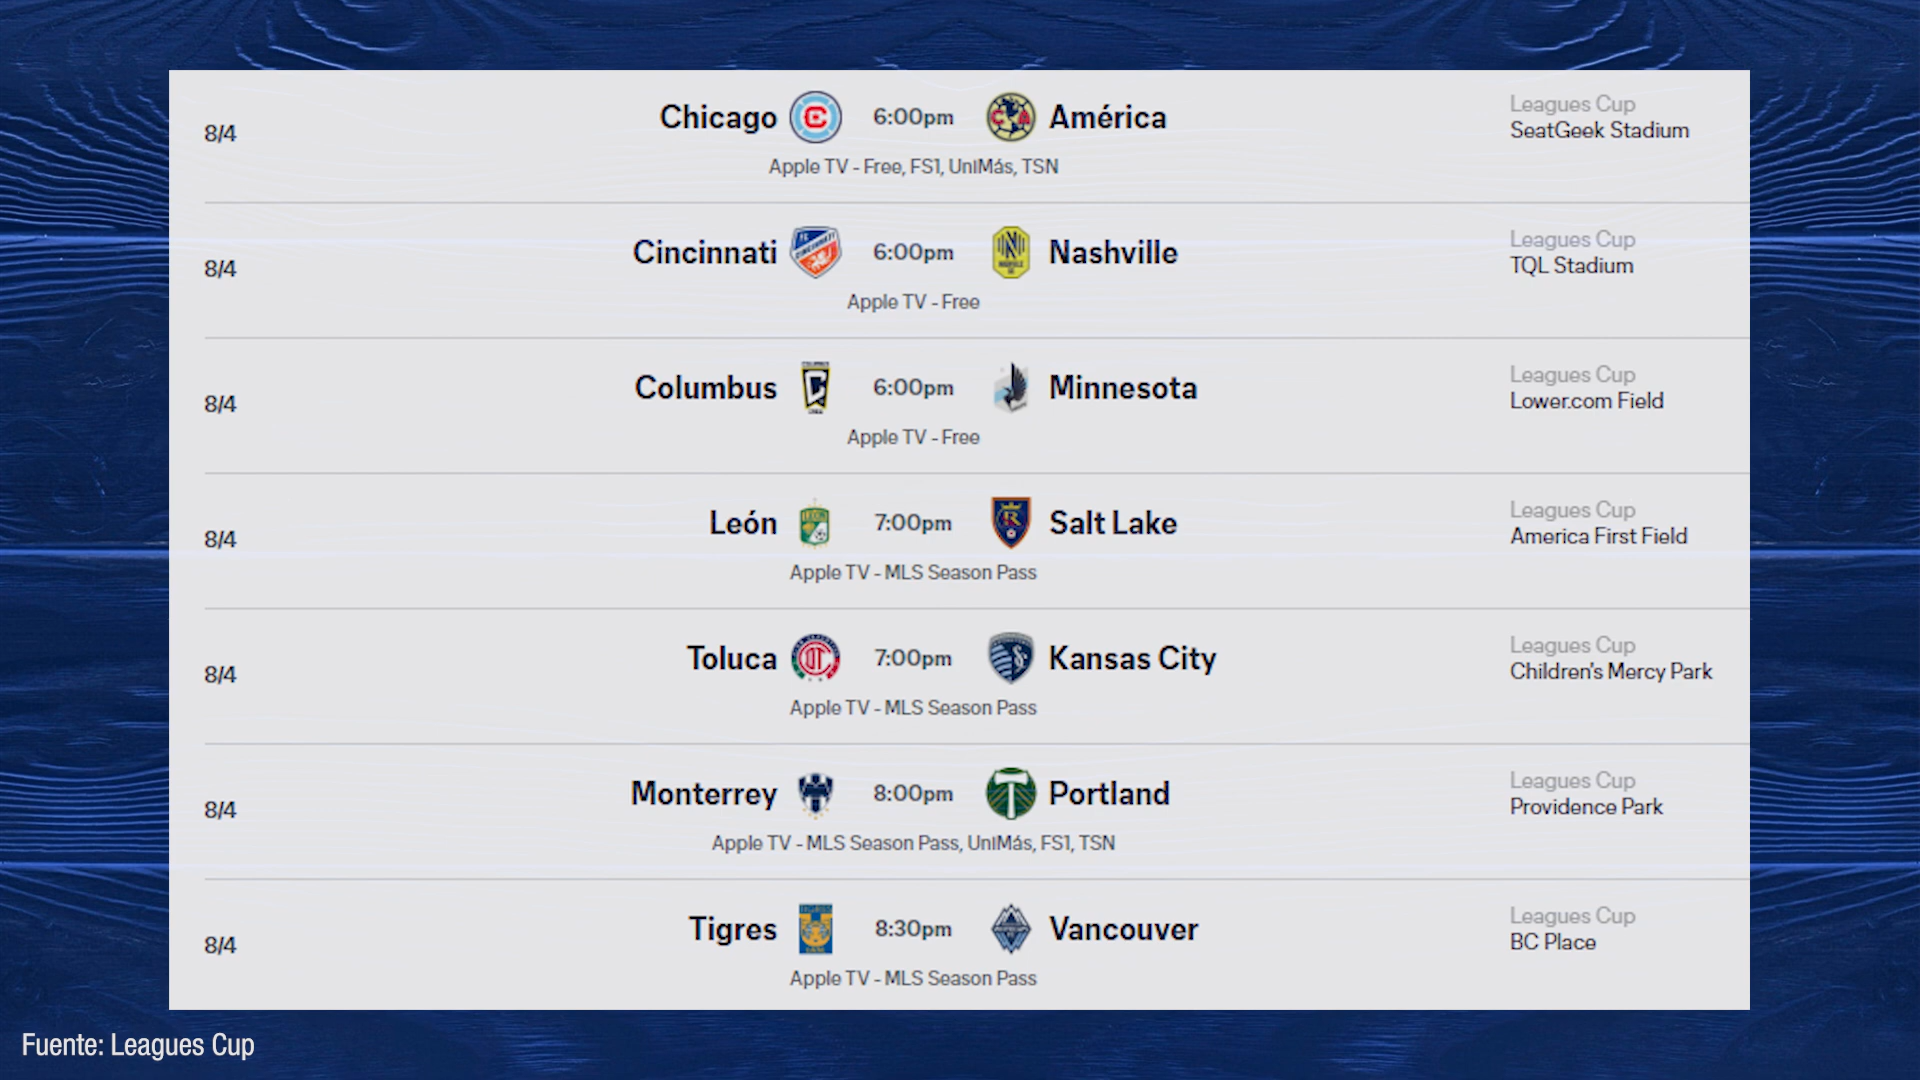 8/4
Chicago 6:00pm América
Apple TV - Free, FS1, UniMás, TSN
Leagues Cup
SeatGeek Stadium
8/4
Cincinnati 6:00pm Nashville
Apple TV - Free
Leagues Cup
TQL Stadium
8/4
Columbus 6:00pm Minnesota
Apple TV - Free
Leagues Cup
Lower.com Field
8/4
León 7:00pm Salt Lake
Apple TV - MLS Season Pass
Leagues Cup
America First Field
8/4
Toluca 7:00pm Kansas City
Apple TV - MLS Season Pass
Leagues Cup
Children's Mercy Park
8/4
Monterrey 8:00pm Portland
Apple TV - MLS Season Pass, UniMás, FS1, TSN
Leagues Cup
Providence Park
8/4
Tigres 8:30pm Vancouver
Apple TV - MLS Season Pass
Leagues Cup
BC Place
Fuente: Leagues Cup